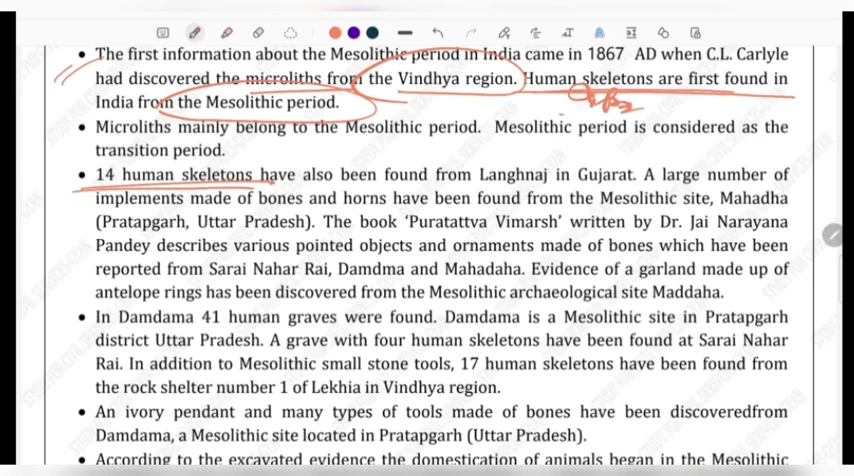 • The first information about the Mesolithic period in India came in 1867 AD when C.L. Carlyle
had discovered the microliths from the Vindhya region. Human skeletons are first found in
India from the Mesolithic period.
• Microliths mainly belong to the Mesolithic period. Mesolithic period is considered as the
transition period.
• 14 human skeletons have also been found from Langhnaj in Gujarat. A large number of
implements made of bones and horns have been found from the Mesolithic site, Mahadha
(Pratapgarh, Uttar Pradesh). The book ‘Puratattva Vimarsh’ written by Dr. Jai Narayana
Pandey describes various pointed objects and ornaments made of bones which have been
reported from Sarai Nahar Rai, Damdma and Mahadaha. Evidence of a garland made up of
antelope rings has been discovered from the Mesolithic archaeological site Maddaha.
• In Damdama 41 human graves were found. Damdama is a Mesolithic site in Pratapgarh
district Uttar Pradesh. A grave with four human skeletons have been found at Sarai Nahar
Rai. In addition to Mesolithic small stone tools, 17 human skeletons have been found from
the rock shelter number 1 of Lekhia in Vindhya region.
• An ivory pendant and many types of tools made of bones have been discoveredfrom
Damdama, a Mesolithic site located in Pratapgarh (Uttar Pradesh).
• According to the excavated evidence the domestication of animals began in the Mesolithic